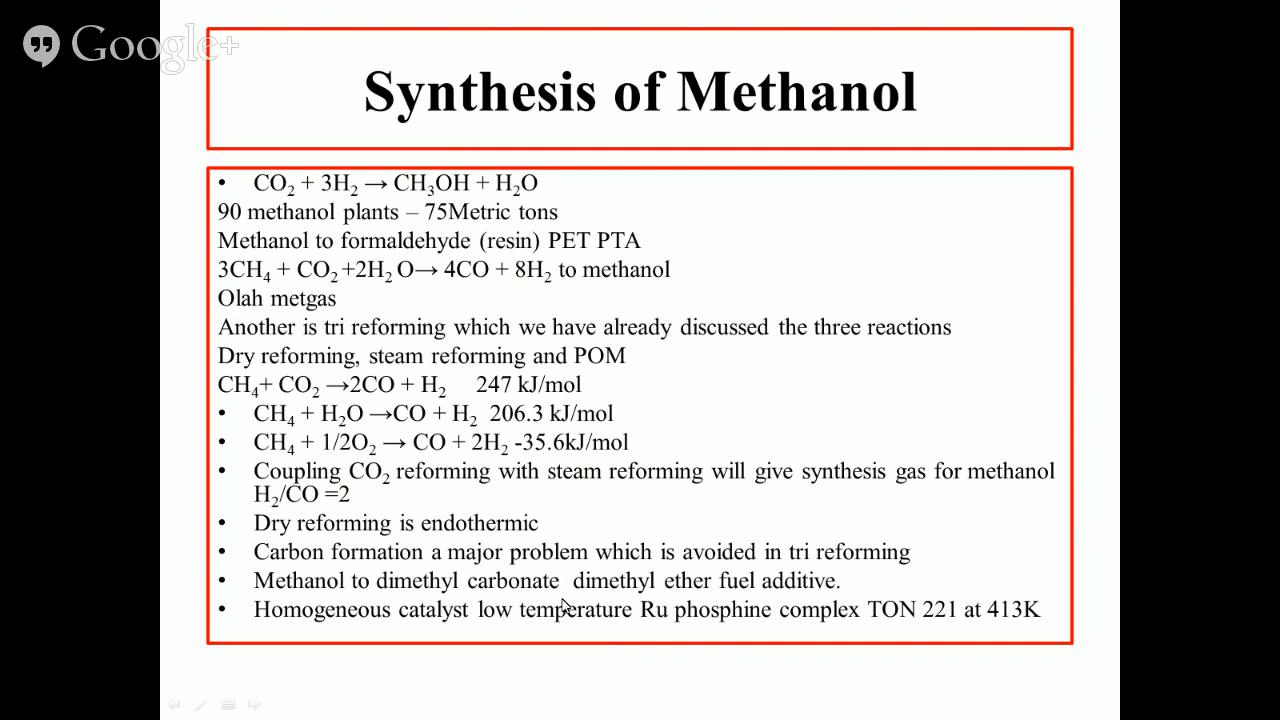 Google+
Synthesis of Methanol
• CO₂ + 3H₂ → CH₃OH + H₂O
90 methanol plants – 75Metric tons
Methanol to formaldehyde (resin) PET PTA
3CH₄ + CO₂ +2H₂ O→ 4CO + 8H₂ to methanol
Olah metgas
Another is tri reforming which we have already discussed the three reactions
Dry reforming, steam reforming and POM
CH₄+ CO₂ →2CO + H₂ 247 kJ/mol
• CH₄ + H₂O →CO + H₂ 206.3 kJ/mol
• CH₄ + 1/2O₂ → CO + 2H₂ -35.6kJ/mol
• Coupling CO₂ reforming with steam reforming will give synthesis gas for methanol
H₂/CO =2
• Dry reforming is endothermic
• Carbon formation a major problem which is avoided in tri reforming
• Methanol to dimethyl carbonate dimethyl ether fuel additive.
• Homogeneous catalyst low temperature Ru phosphine complex TON 221 at 413K